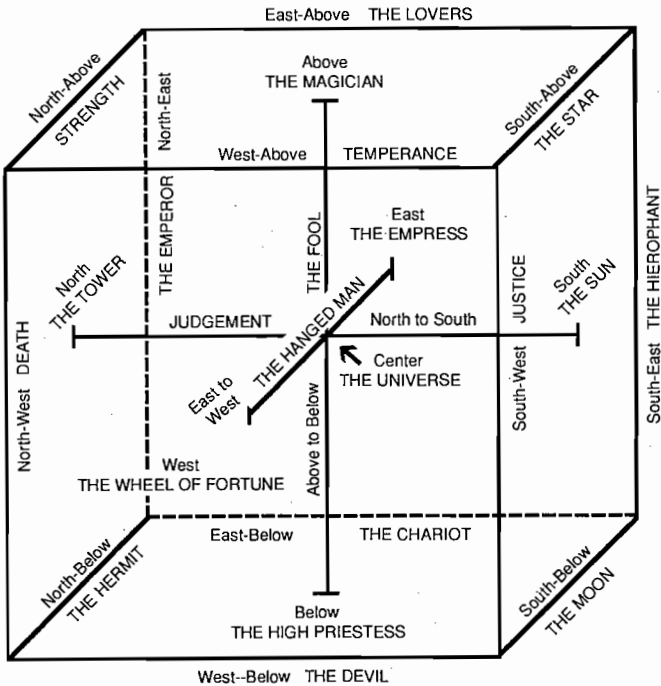 East-Above THE LOVERS
North-Above
STRENGTH
North-East
THE EMPEROR
Above
THE MAGICIAN
South-Above
THE STAR
West-Above TEMPERANCE
East
THE EMPRESS
THE FOOL
Above to Below
North
THE TOWER
South
THE SUN
JUSTICE
South-West
South-East THE HIEROPHANT
JUDGEMENT
North to South
THE HANGED MAN
East to
West
Center
THE UNIVERSE
North-West DEATH
West
THE WHEEL OF FORTUNE
East-Below THE CHARIOT
North-Below
THE HERMIT
South-Below
THE MOON
Below
THE HIGH PRIESTESS
West--Below THE DEVIL